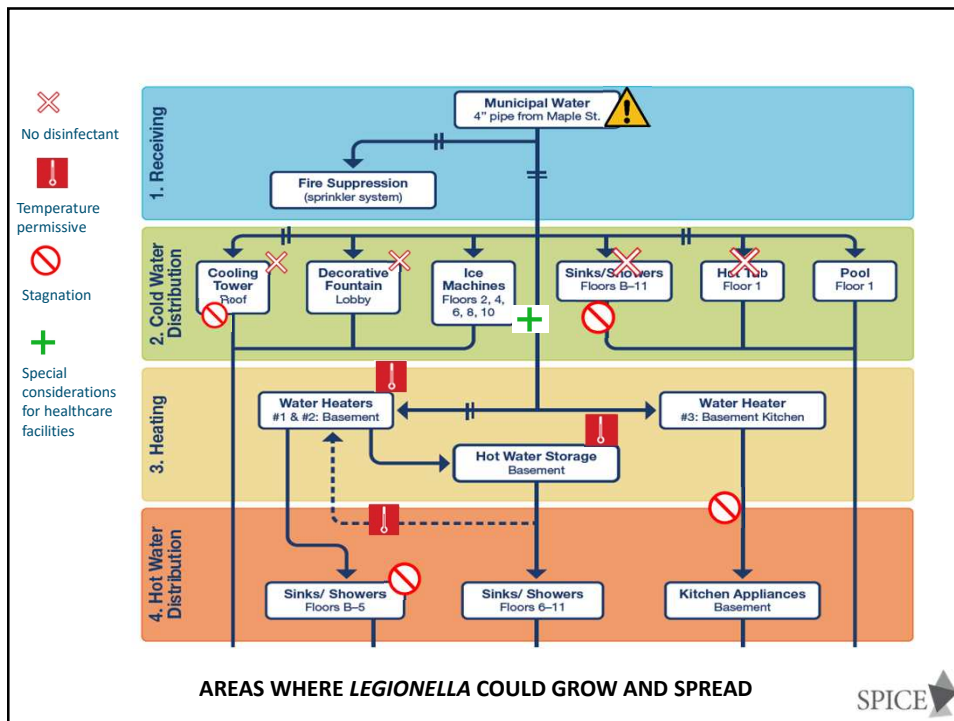 No disinfectant
Temperature
permissive
Stagnation
Special
considerations
for healthcare
facilities
1. Receiving
Municipal Water
4” pipe from Maple St.
Fire Suppression
(sprinkler system)
2. Cold Water
Distribution
Cooling
Tower
Roof
Decorative
Fountain
Lobby
Ice
Machines
Floors 2, 4,
6, 8, 10
Sinks/Showers
Floors B–11
Hot Tub
Floor 1
Pool
Floor 1
3. Heating
Water Heaters
#1 & #2: Basement
Water Heater
#3: Basement Kitchen
Hot Water Storage
Basement
4. Hot Water
Distribution
Sinks/ Showers
Floors B–5
Sinks/ Showers
Floors 6–11
Kitchen Appliances
Basement
AREAS WHERE LEGIONELLA COULD GROW AND SPREAD
SPICE